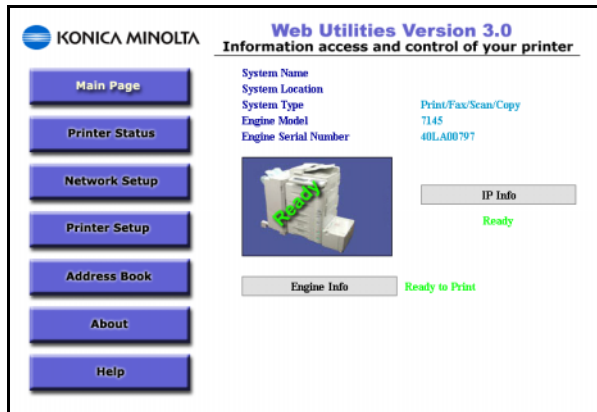 KONICA MINOLTA
Web Utilities Version 3.0
Information access and control of your printer
Main Page
Printer Status
Network Setup
Printer Setup
Address Book
About
Help
System Name
System Location
System Type Print/Fax/Scan/Copy
Engine Model 7145
Engine Serial Number 40LA00797
Ready
IP Info
Ready
Engine Info Ready to Print